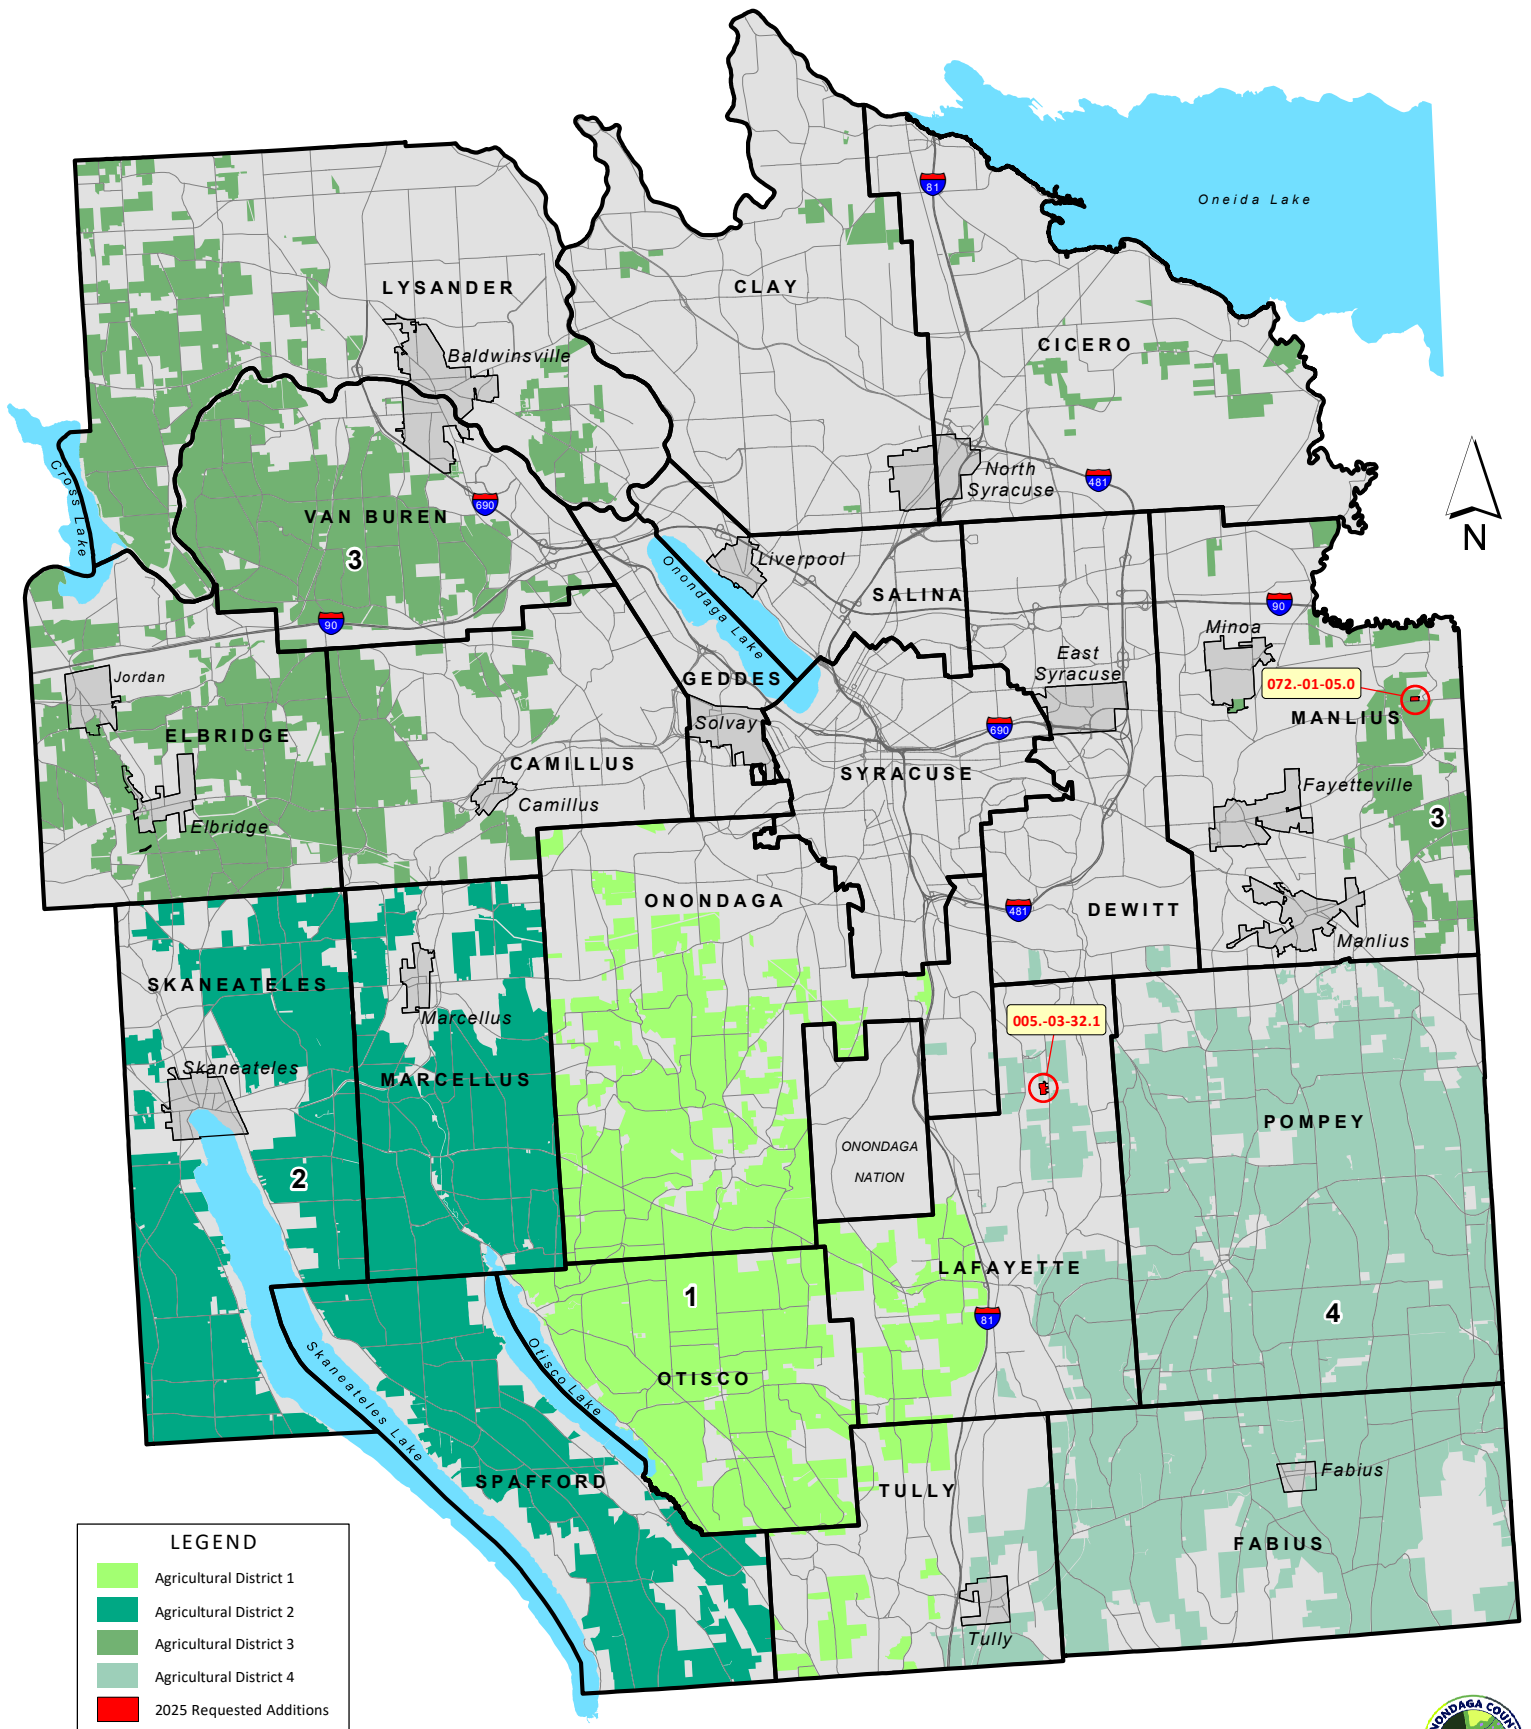 81
Oneida Lake
LYSANDER
CLAY
CICERO
Baldwinsville
Cross Lake
North
Syracuse
481
690
VAN BUREN
3
N
Liverpool
Onondaga Lake
SALINA
90
90
Minoa
East
Syracuse
Jordan
GEDDES
072.-01-05.0
MANLIUS
Solvay
690
ELBRIDGE
CAMILLUS
SYRACUSE
Camillus
Fayetteville
Elbridge
3
ONONDAGA
481
DEWITT
Manlius
SKANEATELES
Marcellus
005.-03-32.1
Skaneateles
MARCELLUS
POMPEY
ONONDAGA
NATION
2
LAFAYETTE
1
4
81
Skaneateles Lake
Otisco Lake
OTISCO
SPAFFORD
TULLY
Fabius
FABIUS
Tully
LEGEND
Agricultural District 1
Agricultural District 2
Agricultural District 3
Agricultural District 4
2025 Requested Additions